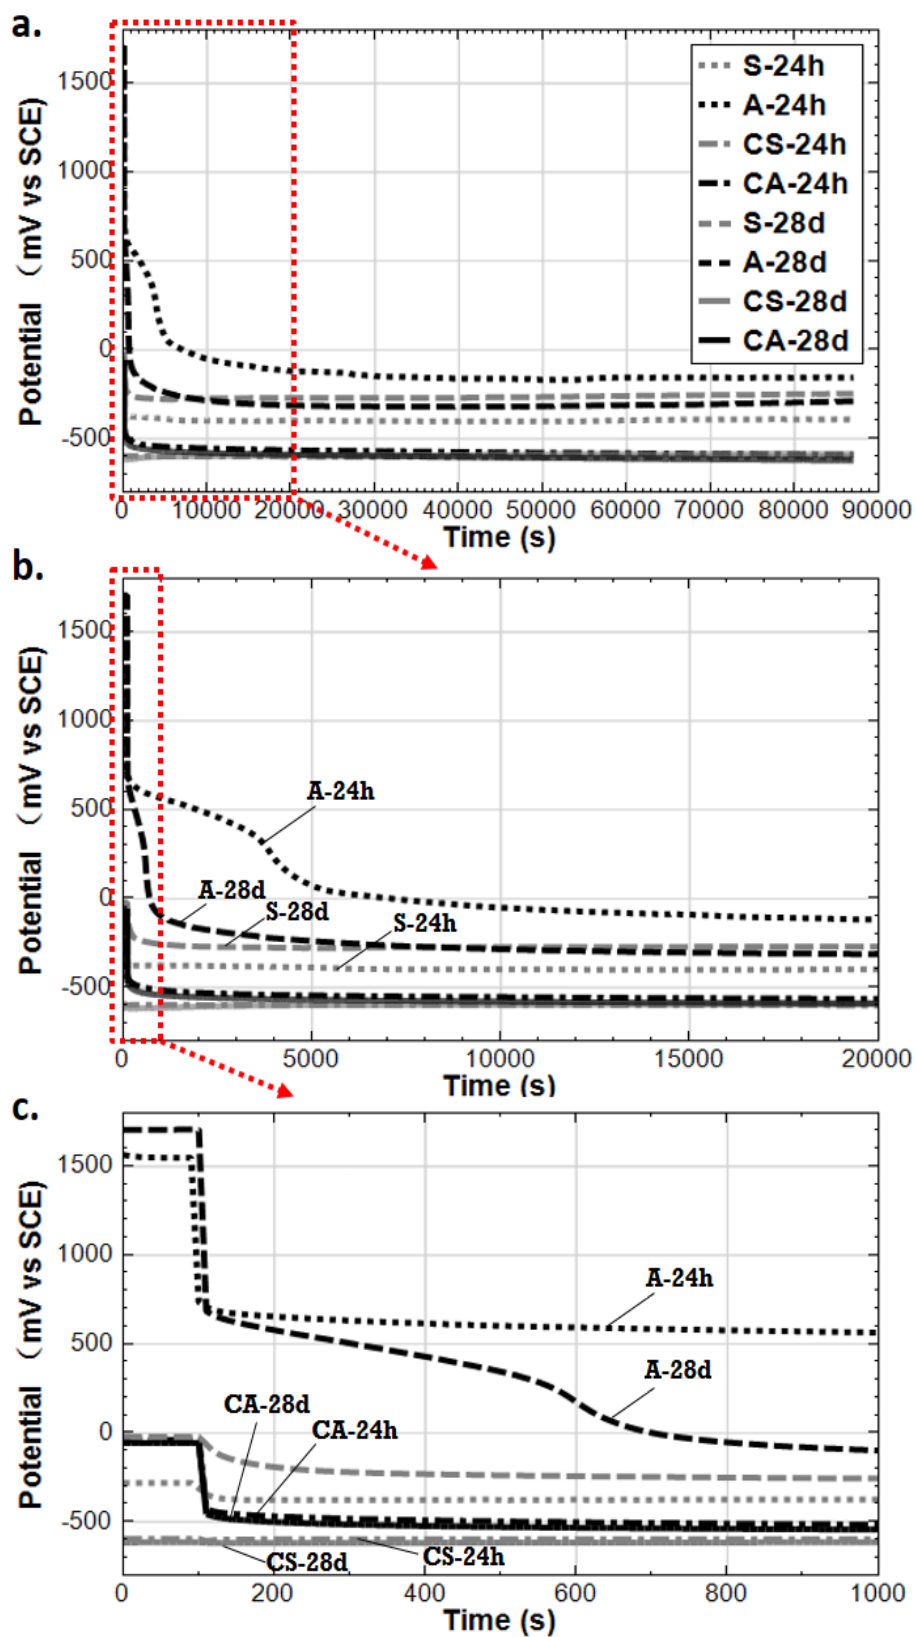 a.
Potential （mV vs SCE)
1500
1000
500
0
-500
S-24h
A-24h
CS-24h
CA-24h
S-28d
A-28d
CS-28d
CA-28d
0 10000 20000 30000 40000 50000 60000 70000 80000 90000
Time (s)
b.
Potential （mV vs SCE)
1500
1000
500
0
-500
A-24h
A-28d
S-28d
S-24h
0 5000 10000 15000 20000
Time (s)
c.
Potential （mV vs SCE)
1500
1000
500
0
-500
A-24h
A-28d
CA-28d
CA-24h
CS-24h
CS-28d
0 200 400 600 800 1000
Time (s)